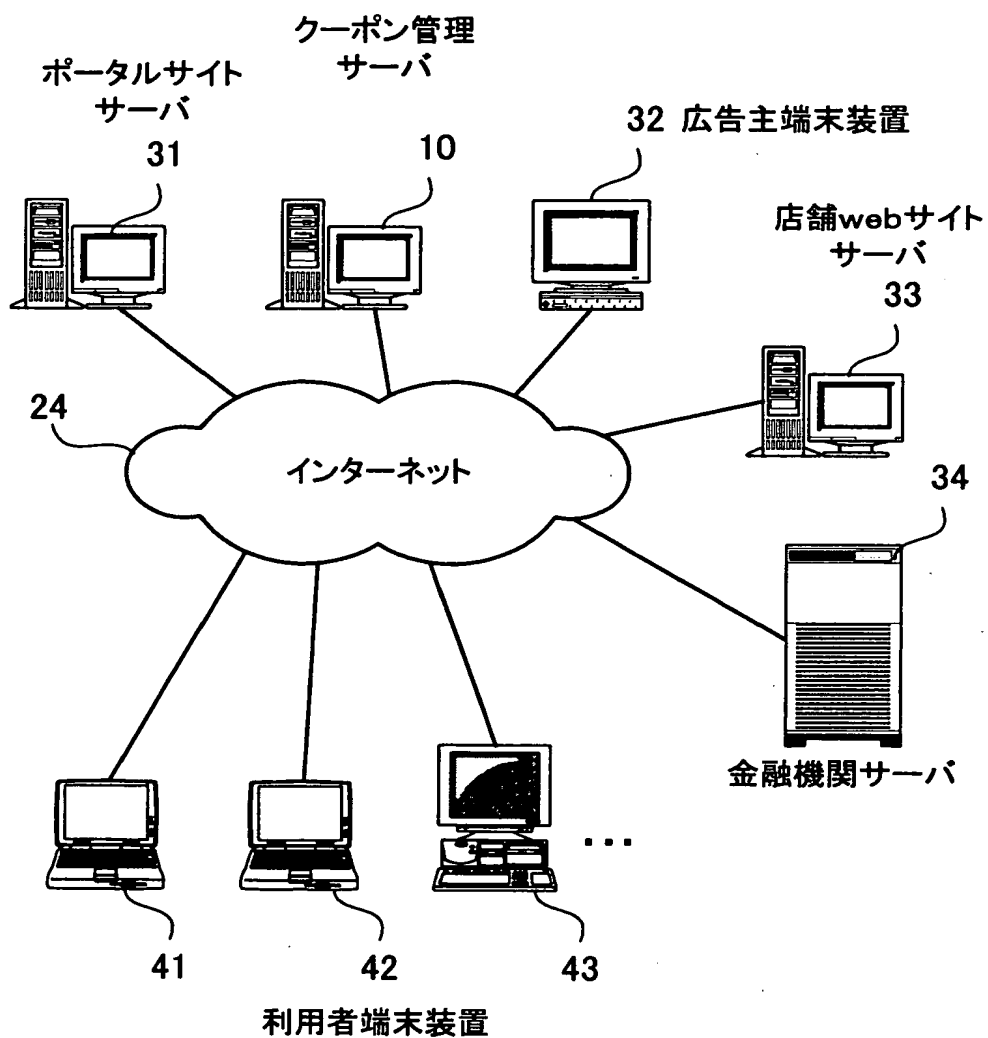 クーポン管理
サーバ
ポータルサイト
サーバ
31
10
32 広告主端末装置
店舗webサイト
サーバ
33
24
インターネット
34
金融機関サーバ
41
42
43
...
利用者端末装置